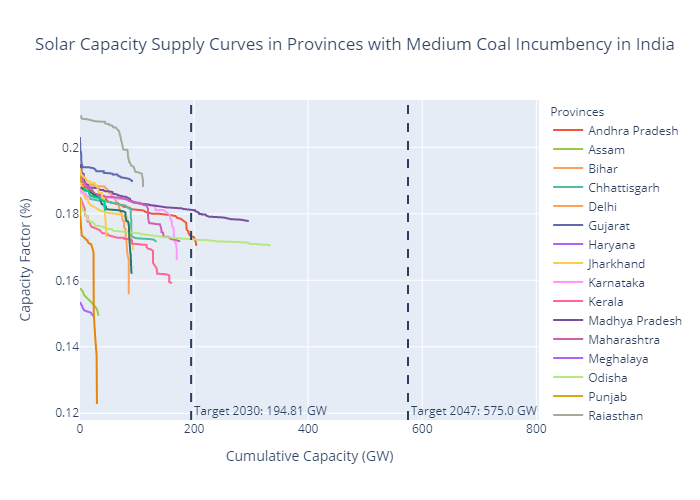 Solar Capacity Supply Curves in Provinces with Medium Coal Incumbency in India
Provinces
Andhra Pradesh
Assam
Bihar
Chhattisgarh
Delhi
Gujarat
Haryana
Jharkhand
Karnataka
Kerala
Madhya Pradesh
Maharashtra
Meghalaya
Odisha
Punjab
Rajasthan
Capacity Factor (%)
0.2
0.18
0.16
0.14
0.12
Target 2030: 194.81 GW
Target 2047: 575.0 GW
0
200
400
600
800
Cumulative Capacity (GW)